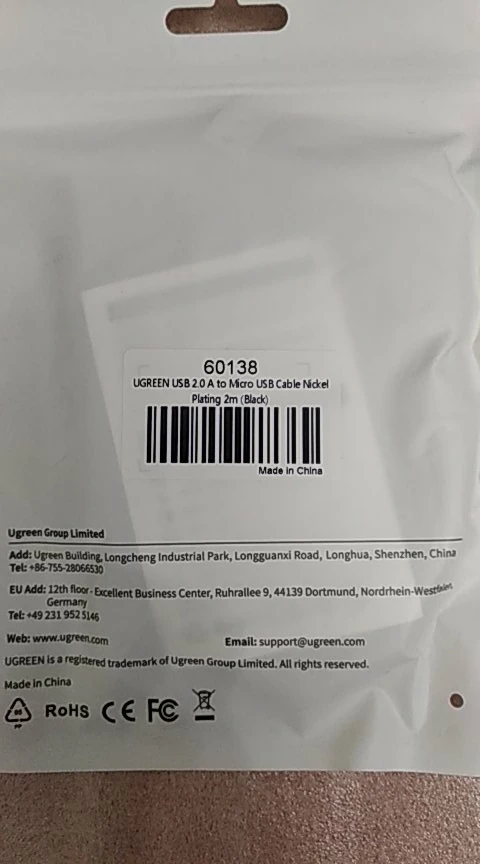 60138
UGREEN USB 2.0 A to Micro USB Cable Nickel
Plating 2m (Black)
Made in China
Ugreen Group Limited
Add: Ugreen Building, Longcheng Industrial Park, Longguanxi Road, Longhua, Shenzhen, China
Tel: +86-755-28066530
EU Add: 12th floor - Excellent Business Center, Ruhrallee 9, 44139 Dortmund, Nordrhein-Westfalen
Germany
Tel: +49 231 952 5146
Web: www.ugreen.com Email: support@ugreen.com
UGREEN is a registered trademark of Ugreen Group Limited. All rights reserved.
Made in China
RoHS CE FC